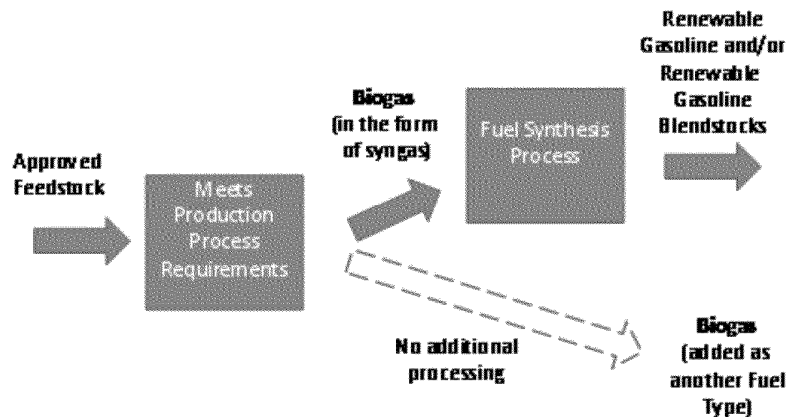 Approved
Feedstock
Meets
Production
Process
Requirements
Biogas
(in the form
of syngas)
Fuel Synthesis
Process
Renewable
Gasoline and/or
Renewable
Gasoline
Blendstocks
No additional
processing
Biogas
(added as
another Fuel
Type)